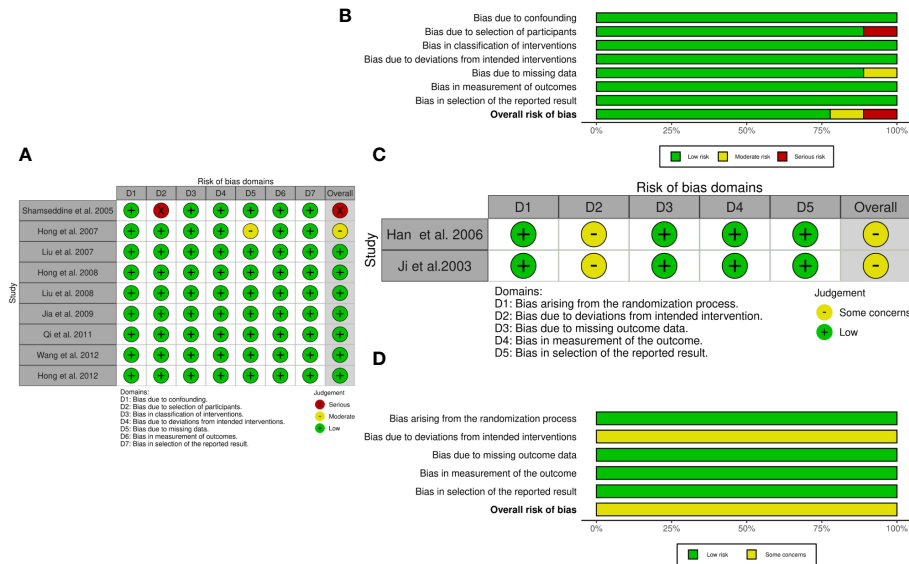 B
Bias due to confounding
Bias due to selection of participants
Bias in classification of interventions
Bias due to deviations from intended interventions
Bias due to missing data
Bias in measurement of outcomes
Bias in selection of the reported result
Overall risk of bias
0% 25% 50% 75% 100%
Low risk Moderate risk Serious risk
A
Risk of bias domains
D1 D2 D3 D4 D5 D6 D7 Overall
Study
Shamseddine et al. 2005 + X + + + + + X
Hong et al. 2007 + + + + - + + -
Liu et al. 2007 + + + + + + + +
Hong et al. 2008 + + + + + + + +
Liu et al. 2008 + + + + + + + +
Jia et al. 2009 + + + + + + + +
Qi et al. 2011 + + + + + + + +
Wang et al. 2012 + + + + + + + +
Hong et al. 2012 + + + + + + + +
Domains:
D1: Bias due to confounding.
D2: Bias due to selection of participants.
D3: Bias in classification of interventions.
D4: Bias due to deviations from intended interventions.
D5: Bias due to missing data.
D6: Bias in measurement of outcomes.
D7: Bias in selection of the reported result.
Judgement
X Serious
- Moderate
+ Low
C
Risk of bias domains
D1 D2 D3 D4 D5 Overall
Study
Han et al. 2006 + - + + + -
Ji et al.2003 + - + + + -
Domains:
D1: Bias arising from the randomization process.
D2: Bias due to deviations from intended intervention.
D3: Bias due to missing outcome data.
D4: Bias in measurement of the outcome.
D5: Bias in selection of the reported result.
Judgement
- Some concerns
+ Low
D
Bias arising from the randomization process
Bias due to deviations from intended interventions
Bias due to missing outcome data
Bias in measurement of the outcome
Bias in selection of the reported result
Overall risk of bias
0% 25% 50% 75% 100%
Low risk Some concerns